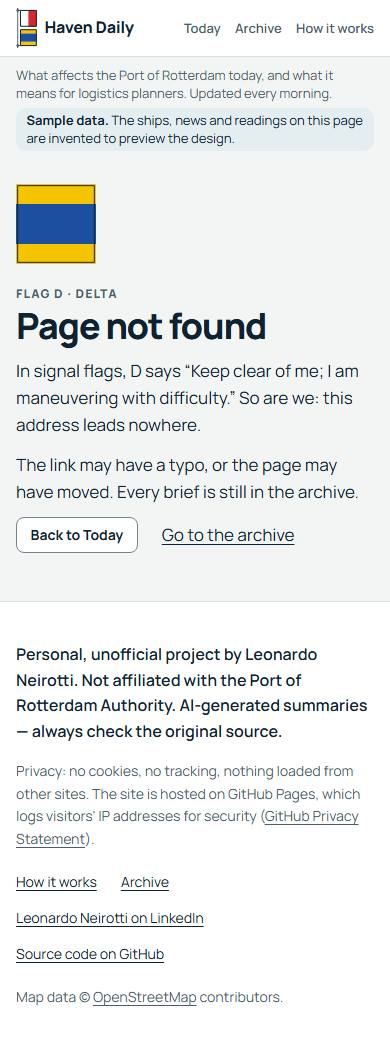 Haven Daily
Today Archive How it works
What affects the Port of Rotterdam today, and what it
means for logistics planners. Updated every morning.
Sample data. The ships, news and readings on this page
are invented to preview the design.
FLAG D · DELTA
Page not found
In signal flags, D says “Keep clear of me; I am
maneuvering with difficulty.” So are we: this
address leads nowhere.
The link may have a typo, or the page may
have moved. Every brief is still in the archive.
Back to Today Go to the archive
Personal, unofficial project by Leonardo
Neirotti. Not affiliated with the Port of
Rotterdam Authority. AI-generated summaries
— always check the original source.
Privacy: no cookies, no tracking, nothing loaded from
other sites. The site is hosted on GitHub Pages, which
logs visitors' IP addresses for security (GitHub Privacy
Statement).
How it works Archive
Leonardo Neirotti on LinkedIn
Source code on GitHub
Map data © OpenStreetMap contributors.